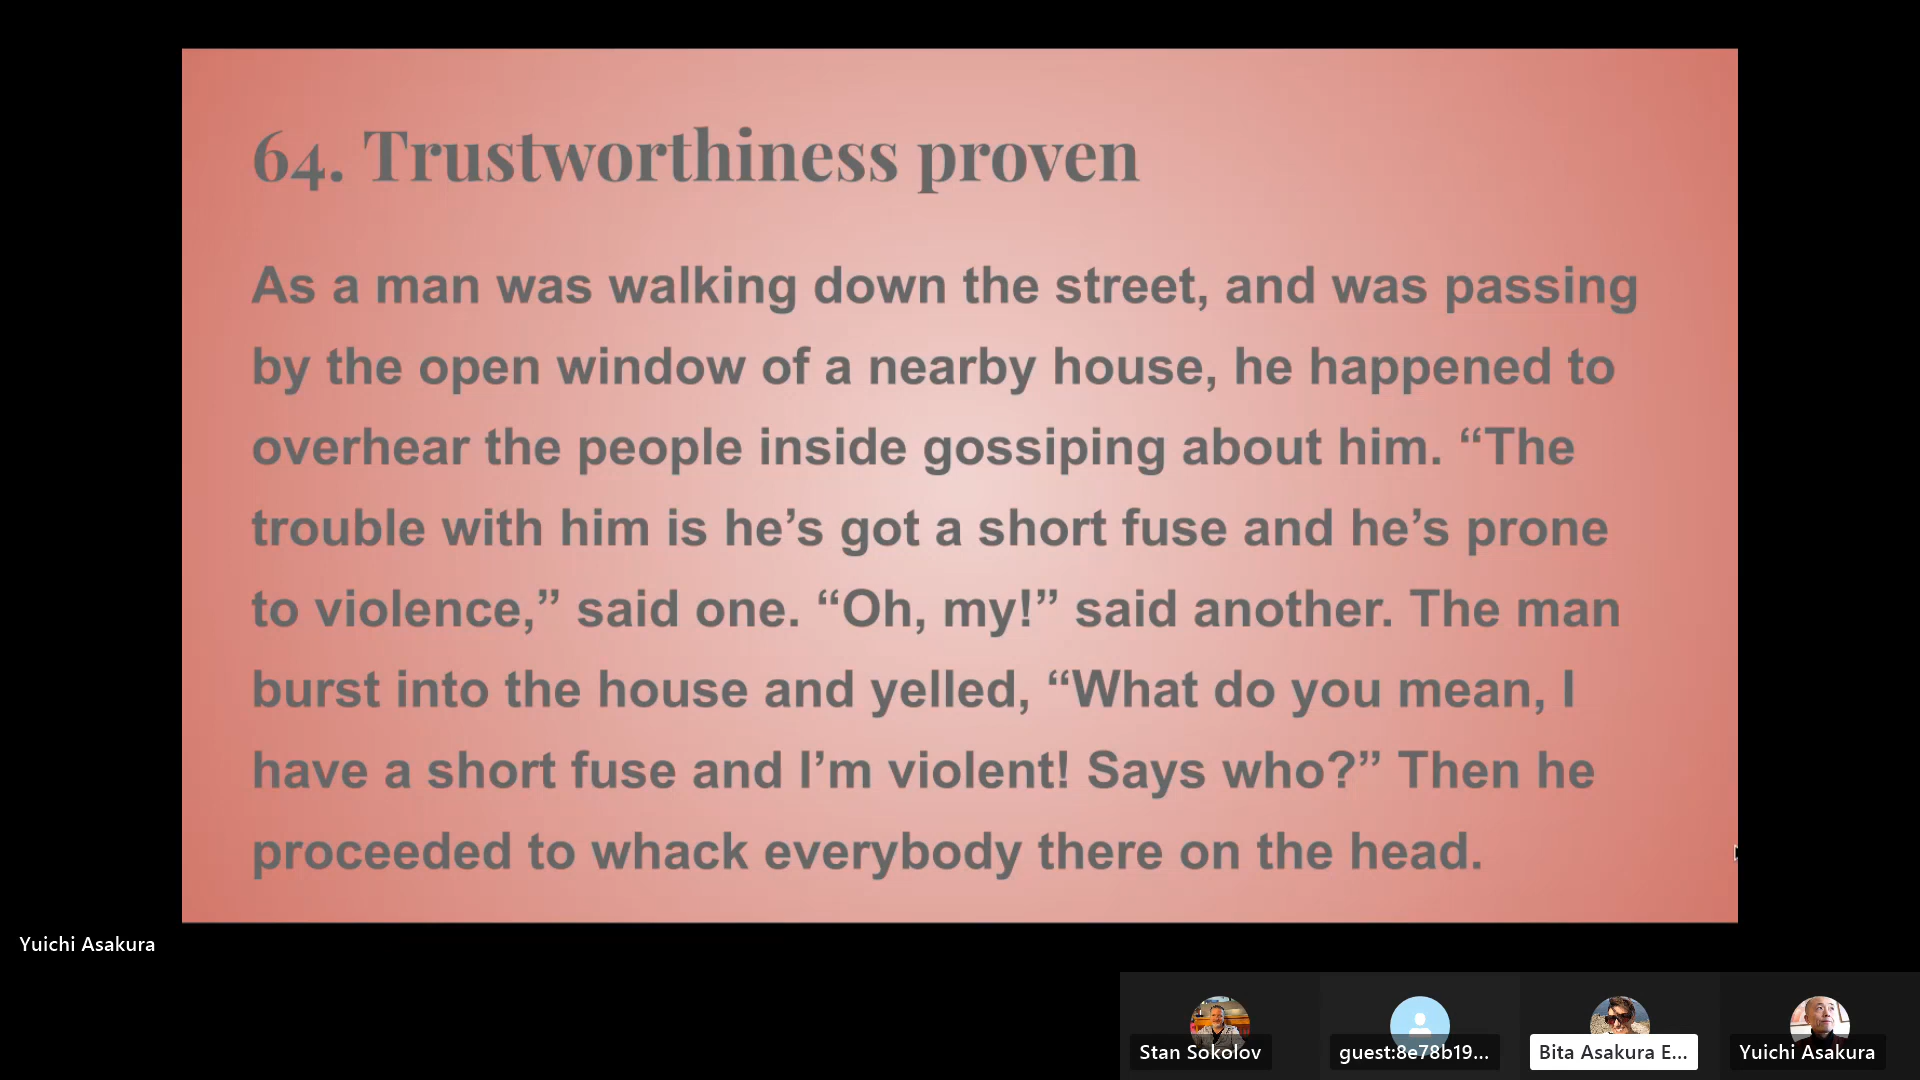 64. Trustworthiness proven
As a man was walking down the street, and was passing
by the open window of a nearby house, he happened to
overhear the people inside gossiping about him. “The
trouble with him is he’s got a short fuse and he’s prone
to violence,” said one. “Oh, my!” said another. The man
burst into the house and yelled, “What do you mean, I
have a short fuse and I’m violent! Says who?” Then he
proceeded to whack everybody there on the head.
Yuichi Asakura
Stan Sokolov
guest:8e78b19...
Bita Asakura E...
Yuichi Asakura